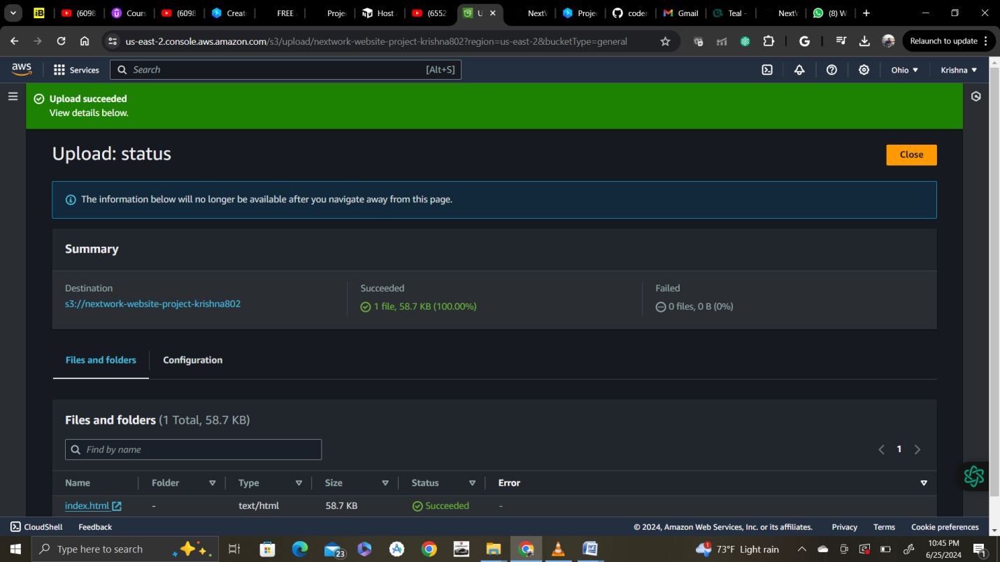 iB (6098 Cours (6098 Create FREE Projec Host (6552 U NextV Projec coder Gmail Teal - NextV (8) W
us-east-2.console.aws.amazon.com/s3/upload/nextwork-website-project-krishna802?region=us-east-2&bucketType=general G Relaunch to update
aws Services Search [Alt+S] Ohio Krishna
Upload succeeded
View details below.
Upload: status
Close
The information below will no longer be available after you navigate away from this page.
Summary
Destination Succeeded Failed
s3://nextwork-website-project-krishna802 1 file, 58.7 KB (100.00%) 0 files, 0 B (0%)
Files and folders Configuration
Files and folders (1 Total, 58.7 KB)
Find by name 1
Name Folder Type Size Status Error
index.html - text/html 58.7 KB Succeeded -
CloudShell Feedback © 2024, Amazon Web Services, Inc. or its affiliates. Privacy Terms Cookie preferences
Type here to search 23 1 73°F Light rain 10:45 PM
6/25/2024 1